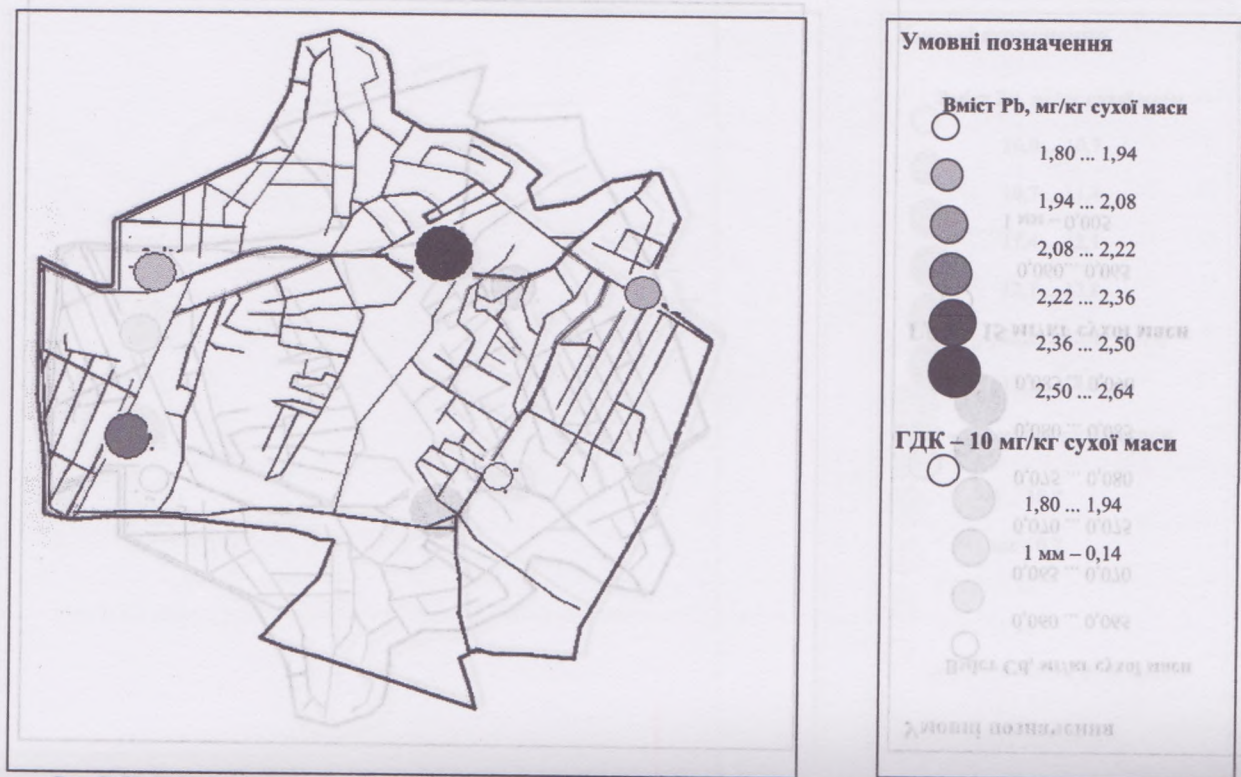 Умовні позначення
Вміст Pb, мг/кг сухої маси
1,80 ... 1,94
1,94 ... 2,08
2,08 ... 2,22
2,22 ... 2,36
2,36 ... 2,50
2,50 ... 2,64
ГДК – 10 мг/кг сухої маси
1,80 ... 1,94
1 мм – 0,14